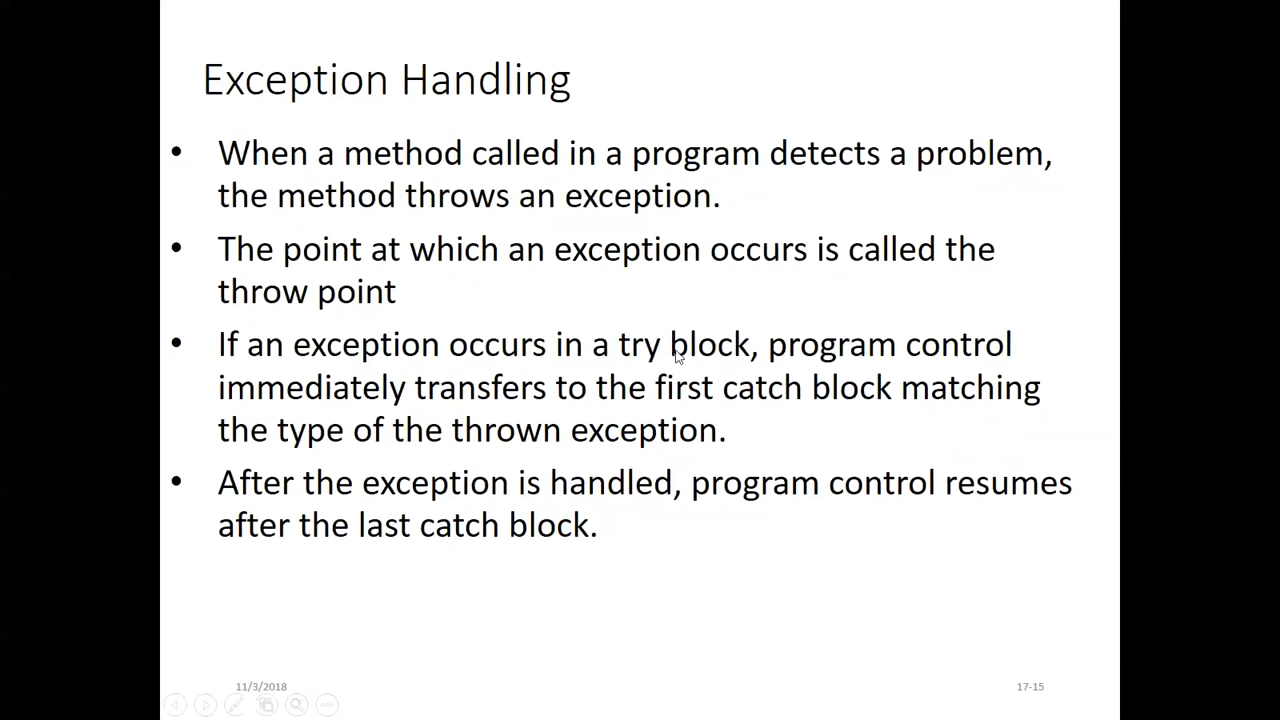 Exception Handling
• When a method called in a program detects a problem,
the method throws an exception.
• The point at which an exception occurs is called the
throw point
• If an exception occurs in a try block, program control
immediately transfers to the first catch block matching
the type of the thrown exception.
• After the exception is handled, program control resumes
after the last catch block.
11/3/2018
17-15